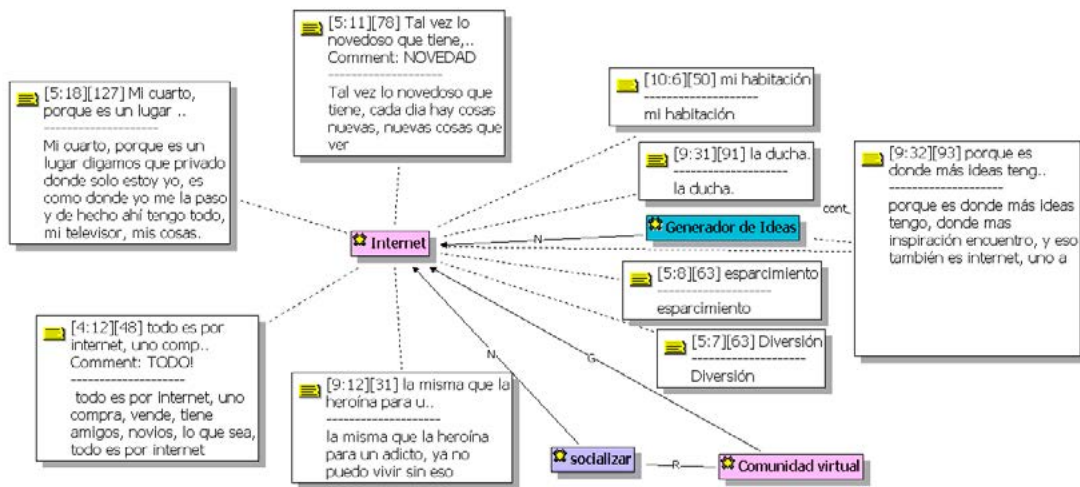 [5:11][78] Tal vez lo
novedoso que tiene,..
Comment: NOVEDAD
--------------------
Tal vez lo novedoso que
tiene, cada dia hay cosas
nuevas, nuevas cosas que
ver
[5:18][127] Mi cuarto,
porque es un lugar ..
--------------------
Mi cuarto, porque es un
lugar digamos que privado
donde solo estoy yo, es
como donde yo me la paso
y de hecho ahí tengo todo,
mi televisor, mis cosas.
[10:6][50] mi habitación
--------------------
mi habitación
[9:31][91] la ducha.
--------------------
la ducha.
[9:32][93] porque es
donde más ideas teng..
--------------------
porque es donde más ideas
tengo, donde mas
inspiración encuentro, y eso
también es internet, uno a
cont_
Generador de Ideas
N
Internet
[5:8][63] esparcimiento
--------------------
esparcimiento
[5:7][63] Diversión
--------------------
Diversión
[4:12][48] todo es por
internet, uno comp..
Comment: TODO!
--------------------
todo es por internet, uno
compra, vende, tiene
amigos, novios, lo que sea,
todo es por internet
[9:12][31] la misma que la
heroína para u..
--------------------
la misma que la heroína
para un adicto, ya no
puedo vivir sin eso
N
G
socializar
R
Comunidad virtual